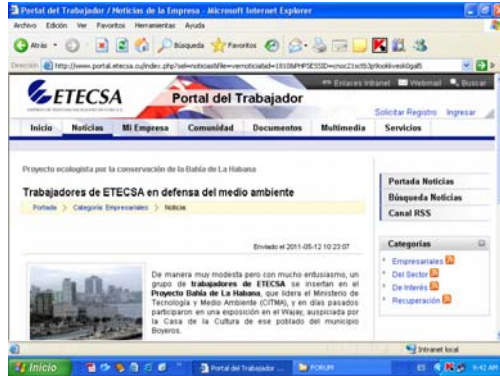 Portal del Trabajador / Noticias de la Empresa - Microsoft Internet Explorer
Archivo Edición Ver Favoritos Herramientas Ayuda
Atrás Búsqueda Favoritos
Dirección
Enlaces intranet Webmail Buscar
ETECSA
Portal del Trabajador
Solicitar Registro Ingresar
Inicio Noticias Mi Empresa Comunidad Documentos Multimedia Servicios
Proyecto ecologista por la conservación de la Bahía de La Habana
Trabajadores de ETECSA en defensa del medio ambiente
Portada > Categoría Empresariales > Noticia
Enviado el 2011-05-12 10:23:07
De manera muy modesta pero con mucho entusiasmo, un
grupo de trabajadores de ETECSA se insertan en el
Proyecto Bahía de La Habana, que lidera el Ministerio de
Tecnología y Medio Ambiente (CITMA), y en días pasados
participaron en una exposición en el Wajay, auspiciada por
la Casa de la Cultura de ese poblado del municipio
Boyeros.
Portada Noticias
Búsqueda Noticias
Canal RSS
Categorías
Empresariales
Del Sector
De Interés
Recuperación
Intranet local
Inicio
Portal del Trabajador ...
FORUM
ES
9:42 AM